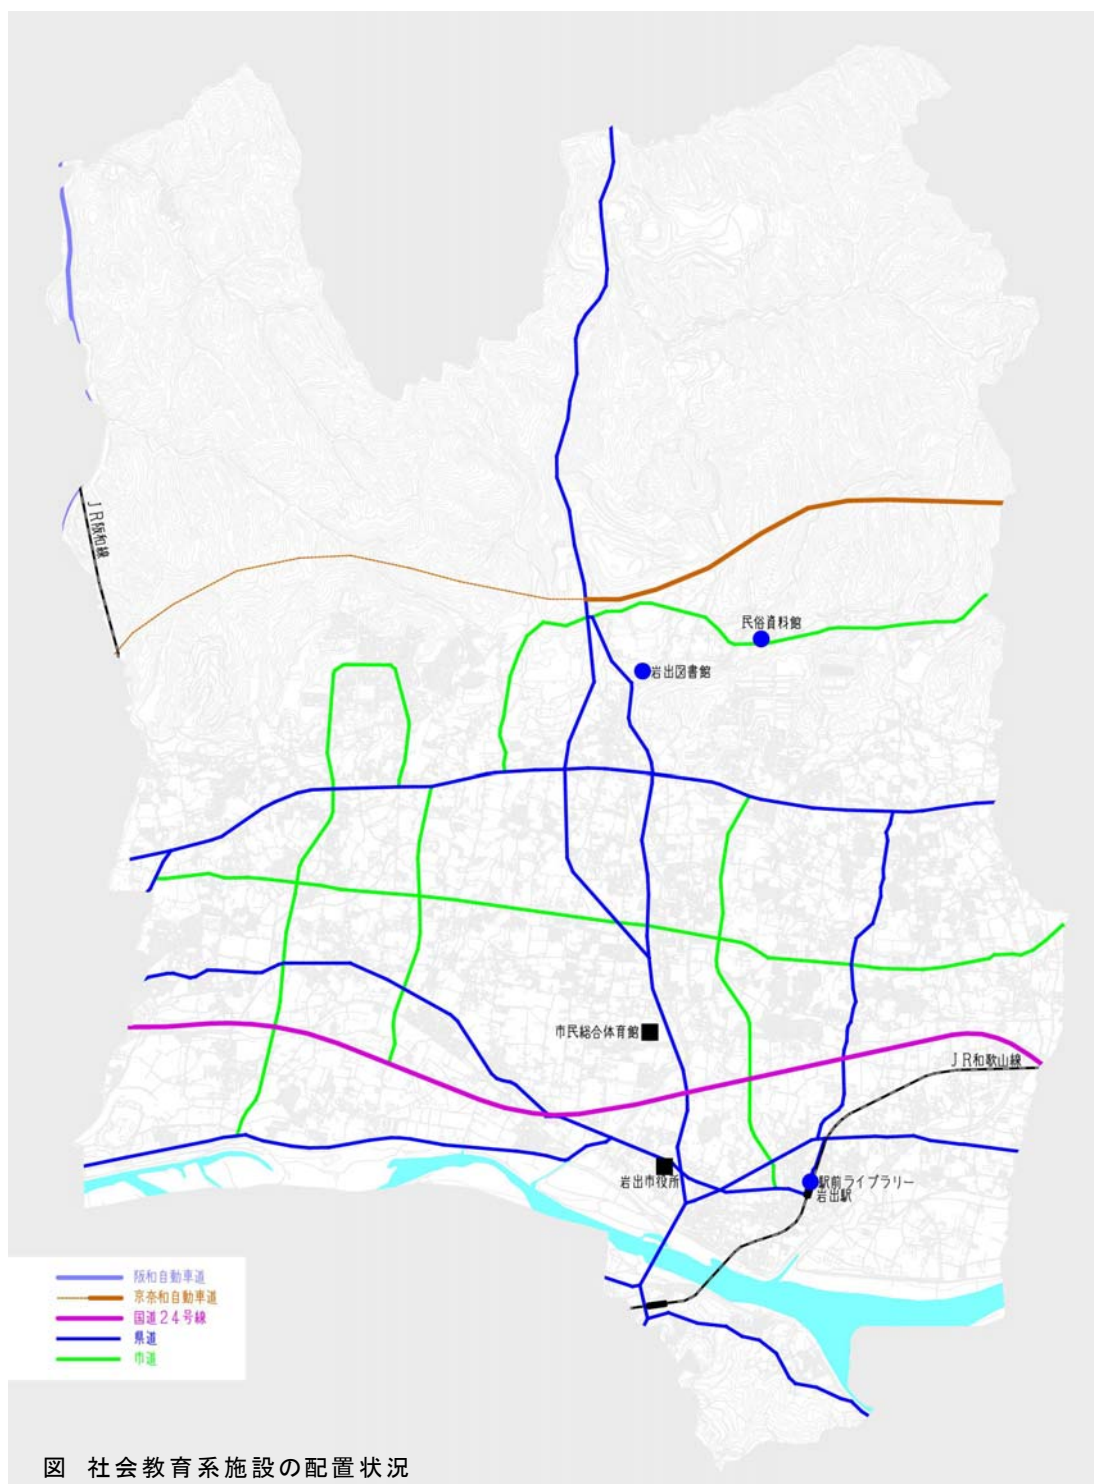 JR阪和線
民俗資料館
岩出図書館
市民総合体育館
JR和歌山線
岩出市役所
駅前ライブラリー
岩出駅
阪和自動車道
京奈和自動車道
国道24号線
県道
市道
図 社会教育系施設の配置状況